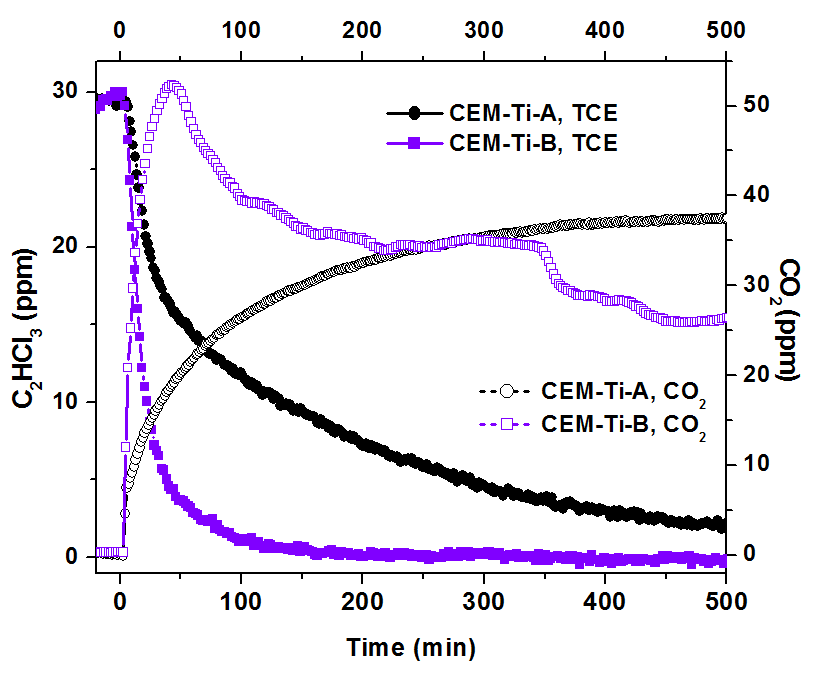 0 100 200 300 400 500
30
20
10
0
C2HCl3 (ppm)
50
40
30
20
10
0
CO2 (ppm)
CEM-Ti-A, TCE
CEM-Ti-B, TCE
CEM-Ti-A, CO2
CEM-Ti-B, CO2
0 100 200 300 400 500
Time (min)